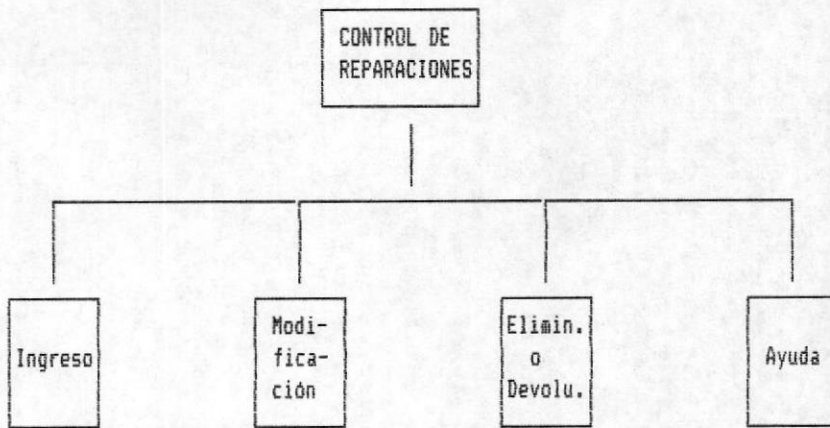 CONTROL DE
REPARACIONES
Ingreso
Modi-
fica-
ción
Elimin.
o
Devolu.
Ayuda